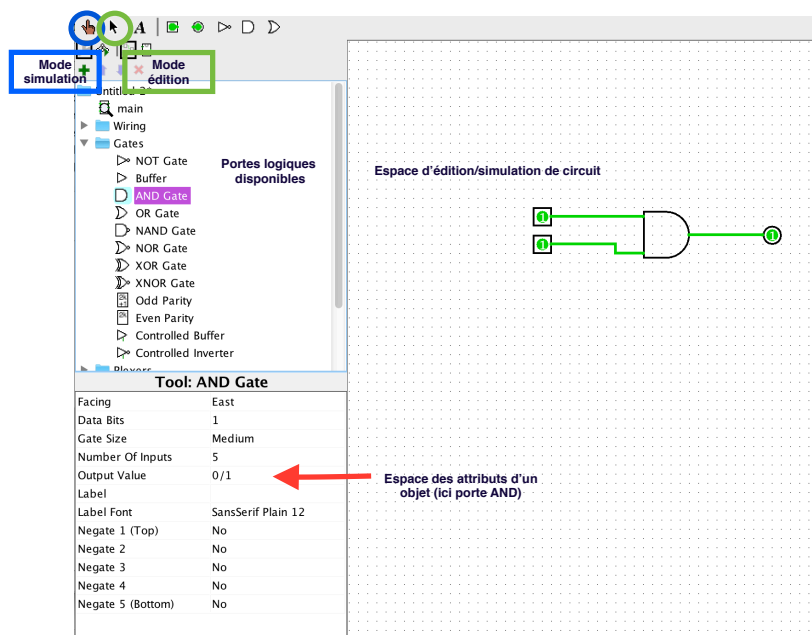 A
Mode
simulation
Mode
édition
Untitled 2*
main
Wiring
Gates
NOT Gate
Buffer
AND Gate
OR Gate
NAND Gate
NOR Gate
XOR Gate
XNOR Gate
Odd Parity
Even Parity
Controlled Buffer
Controlled Inverter
Plexers
Portes logiques
disponibles
Espace d’édition/simulation de circuit
1
1
1
Tool: AND Gate
Facing East
Data Bits 1
Gate Size Medium
Number Of Inputs 5
Output Value 0/1
Label
Label Font SansSerif Plain 12
Negate 1 (Top) No
Negate 2 No
Negate 3 No
Negate 4 No
Negate 5 (Bottom) No
Espace des attributs d’un
objet (ici porte AND)